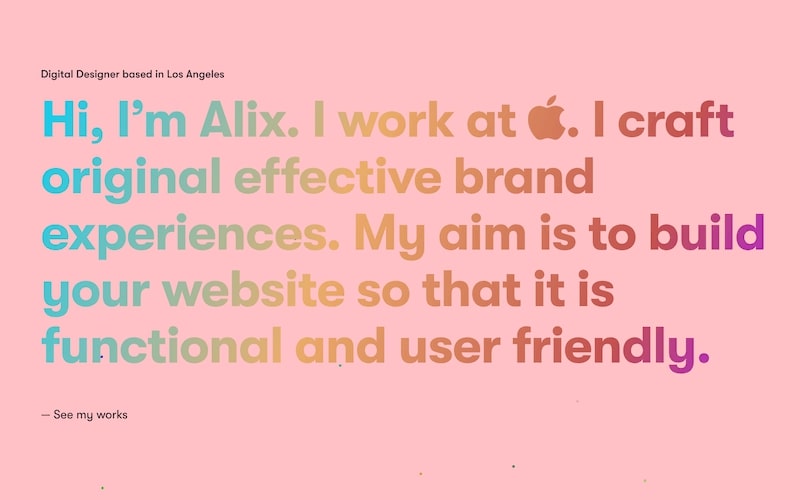 Digital Designer based in Los Angeles
Hi, I’m Alix. I work at . I craft
original effective brand
experiences. My aim is to build
your website so that it is
functional and user friendly.
— See my works